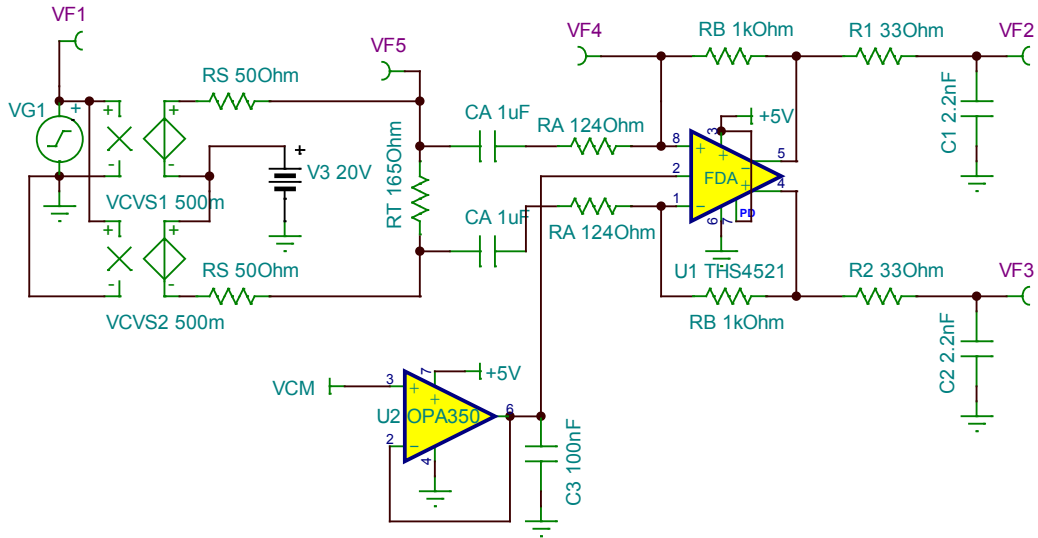 VF1
VF5
VF4
RB 1kOhm
R1 33Ohm
VF2
RS 50Ohm
VG1
+
+
-
+
-
VCVS1 500m
+
V3 20V
RT 165Ohm
CA 1uF
RA 124Ohm
8
2
1
+
-
FDA
3
+5V
-
+
5
4
PD
6
7
C1 2.2nF
CA 1uF
RA 124Ohm
U1 THS4521
R2 33Ohm
VF3
+
-
+
-
RS 50Ohm
VCVS2 500m
RB 1kOhm
C2 2.2nF
VCM
3
+
+
7
+5V
U2 OPA350
6
2
-
4
C3 100nF